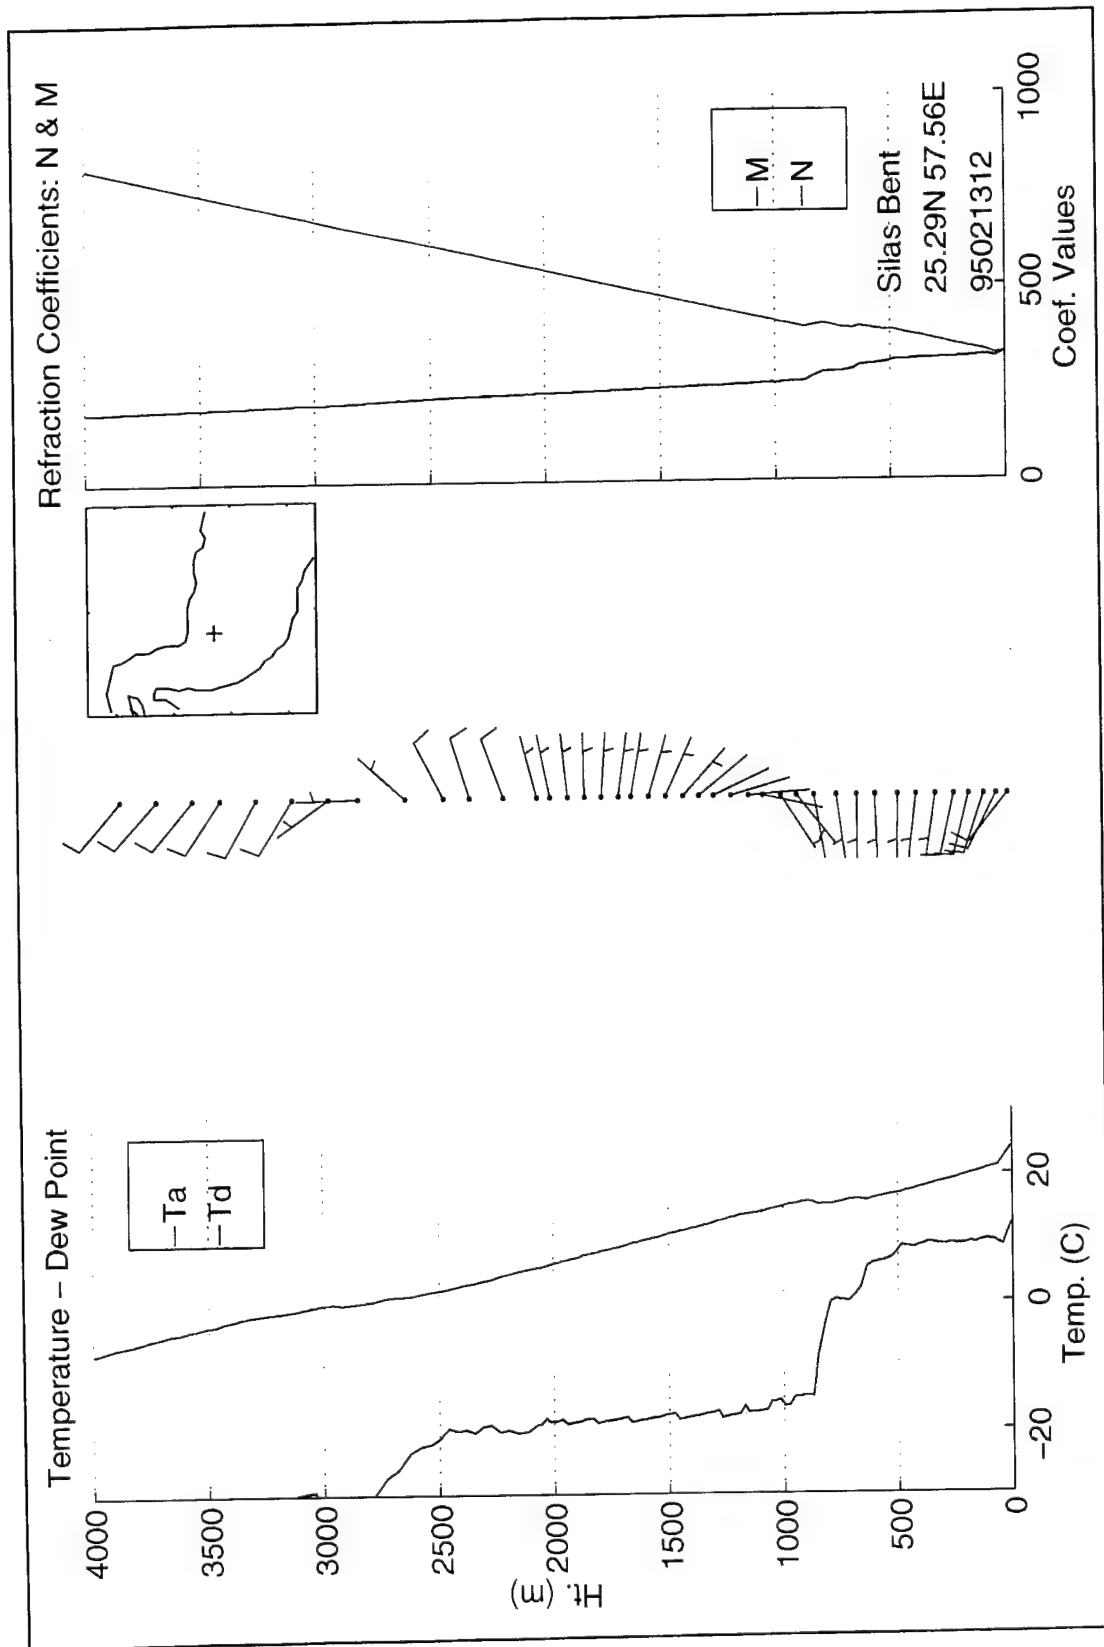 Temperature – Dew Point
Ta
Td
4000
3500
3000
2500
2000
1500
1000
500
0
Ht. (m)
−20
0
20
Temp. (C)
Refraction Coefficients: N & M
M
N
Silas Bent
25.29N 57.56E
95021312
0
500
1000
Coef. Values